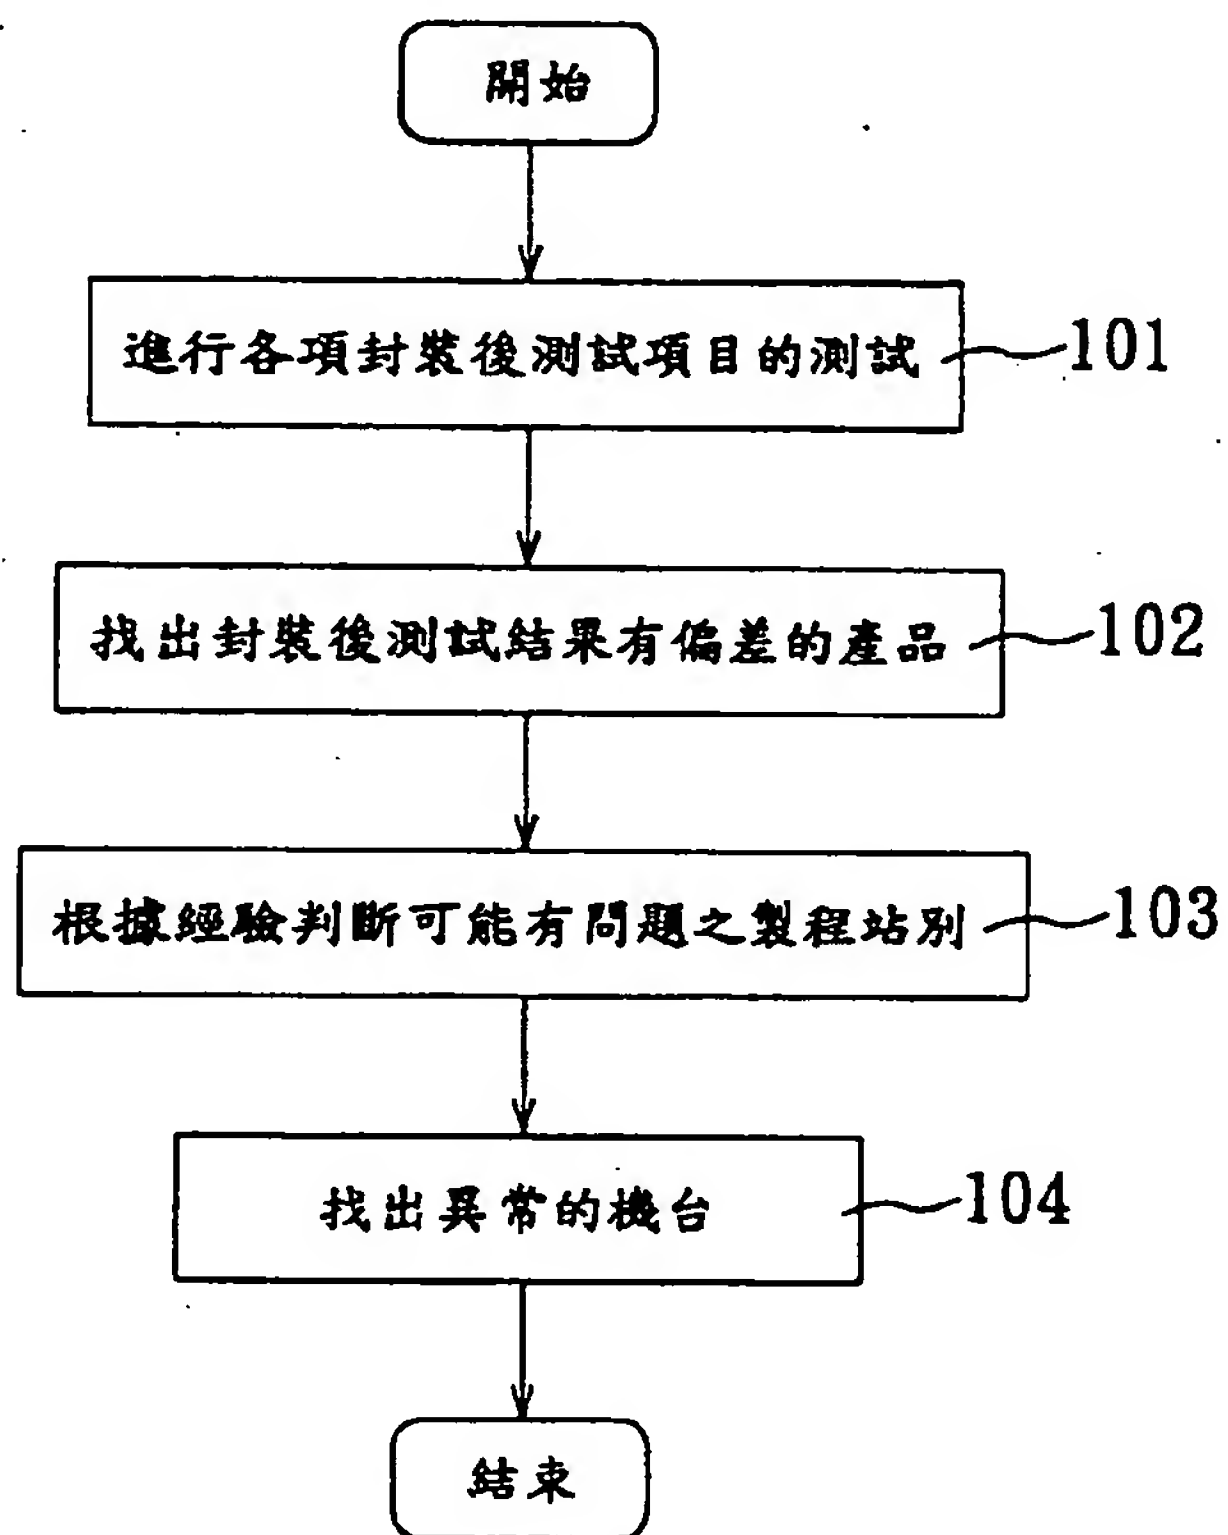 開始
進行各項封裝後測試項目的測試
101
找出封裝後測試結果有偏差的產品
102
根據經驗判斷可能有問題之製程站別
103
找出異常的機台
104
結束